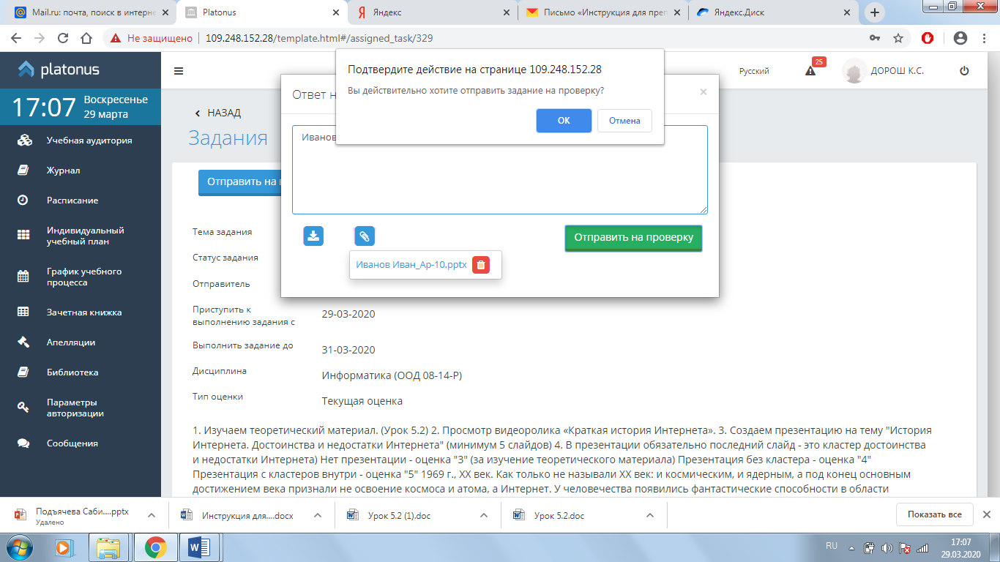 Mail.ru: почта, поиск в интерне
Platonus
Яндекс
Письмо «Инструкция для преп
Яндекс.Диск
Не защищено
109.248.152.28/template.html#/assigned_task/329
platonus
17:07
Воскресенье
29 марта
Учебная аудитория
Журнал
Расписание
Индивидуальный
учебный план
График учебного
процесса
Зачетная книжка
Апелляции
Библиотека
Параметры
авторизации
Сообщения
Русский
25
ДОРОШ К.С.
НАЗАД
Задания
Отправить на
Подтвердите действие на странице 109.248.152.28
Вы действительно хотите отправить задание на проверку?
ОК
Отмена
Ответ н
×
Иванов
Отправить на проверку
Иванов Иван_Ар-10.pptx
Тема задания
Статус задания
Отправитель
Приступить к
выполнению задания с
29-03-2020
Выполнить задание до
31-03-2020
Дисциплина
Информатика (ООД 08-14-Р)
Тип оценки
Текущая оценка
1. Изучаем теоретический материал. (Урок 5.2) 2. Просмотр видеоролика «Краткая история Интернета». 3. Создаем презентацию на тему "История
Интернета. Достоинства и недостатки Интернета" (минимум 5 слайдов) 4. В презентации обязательно последний слайд - это кластер достоинства
и недостатки Интернета) Нет презентации - оценка "3" (за изучение теоретического материала) Презентация без кластера - оценка "4"
Презентация с кластеров внутри - оценка "5" 1969 г., XX век. Как только не называли XX век: и космическим, и ядерным, а под конец основным
достижением века признали не освоение космоса и атома, а Интернет. У человечества появились фантастические способности в области
Подъячева Саби....pptx
Удалено
Инструкция для....docx
Урок 5.2 (1).doc
Урок 5.2.doc
Показать все
RU
17:07
29.03.2020